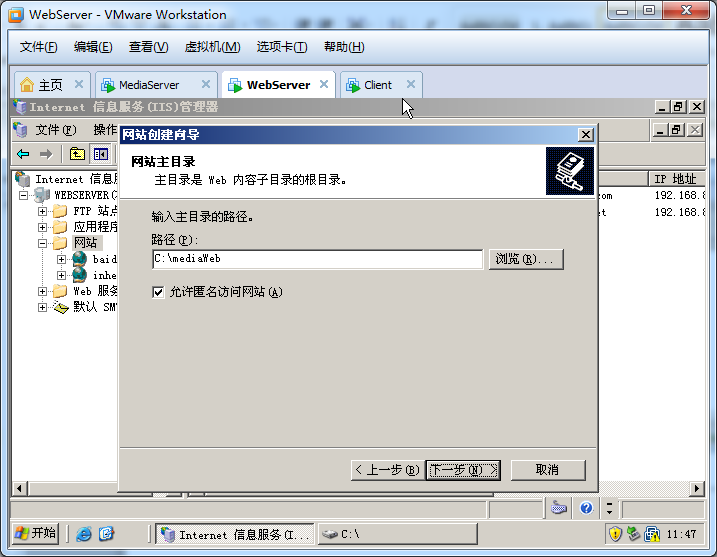 WebServer - VMware Workstation
文件(F) 编辑(E) 查看(V) 虚拟机(M) 选项卡(T) 帮助(H)
主页 MediaServer WebServer Client
Internet 信息服务(IIS)管理器
文件(F) 操作
网站创建向导
网站主目录
主目录是 Web 内容子目录的根目录。
输入主目录的路径。
路径(P):
C:\mediaWeb
浏览(R)...
允许匿名访问网站(A)
< 上一步(B) 下一步(N) > 取消
Internet 信息服
WEBSERVER(
FTP 站点
应用程序
网站
baid
inhe
Web 服务
默认 SM
IP 地址
com 192.168.8
et 192.168.8
开始 Internet 信息服务(I... C:\ 11:47